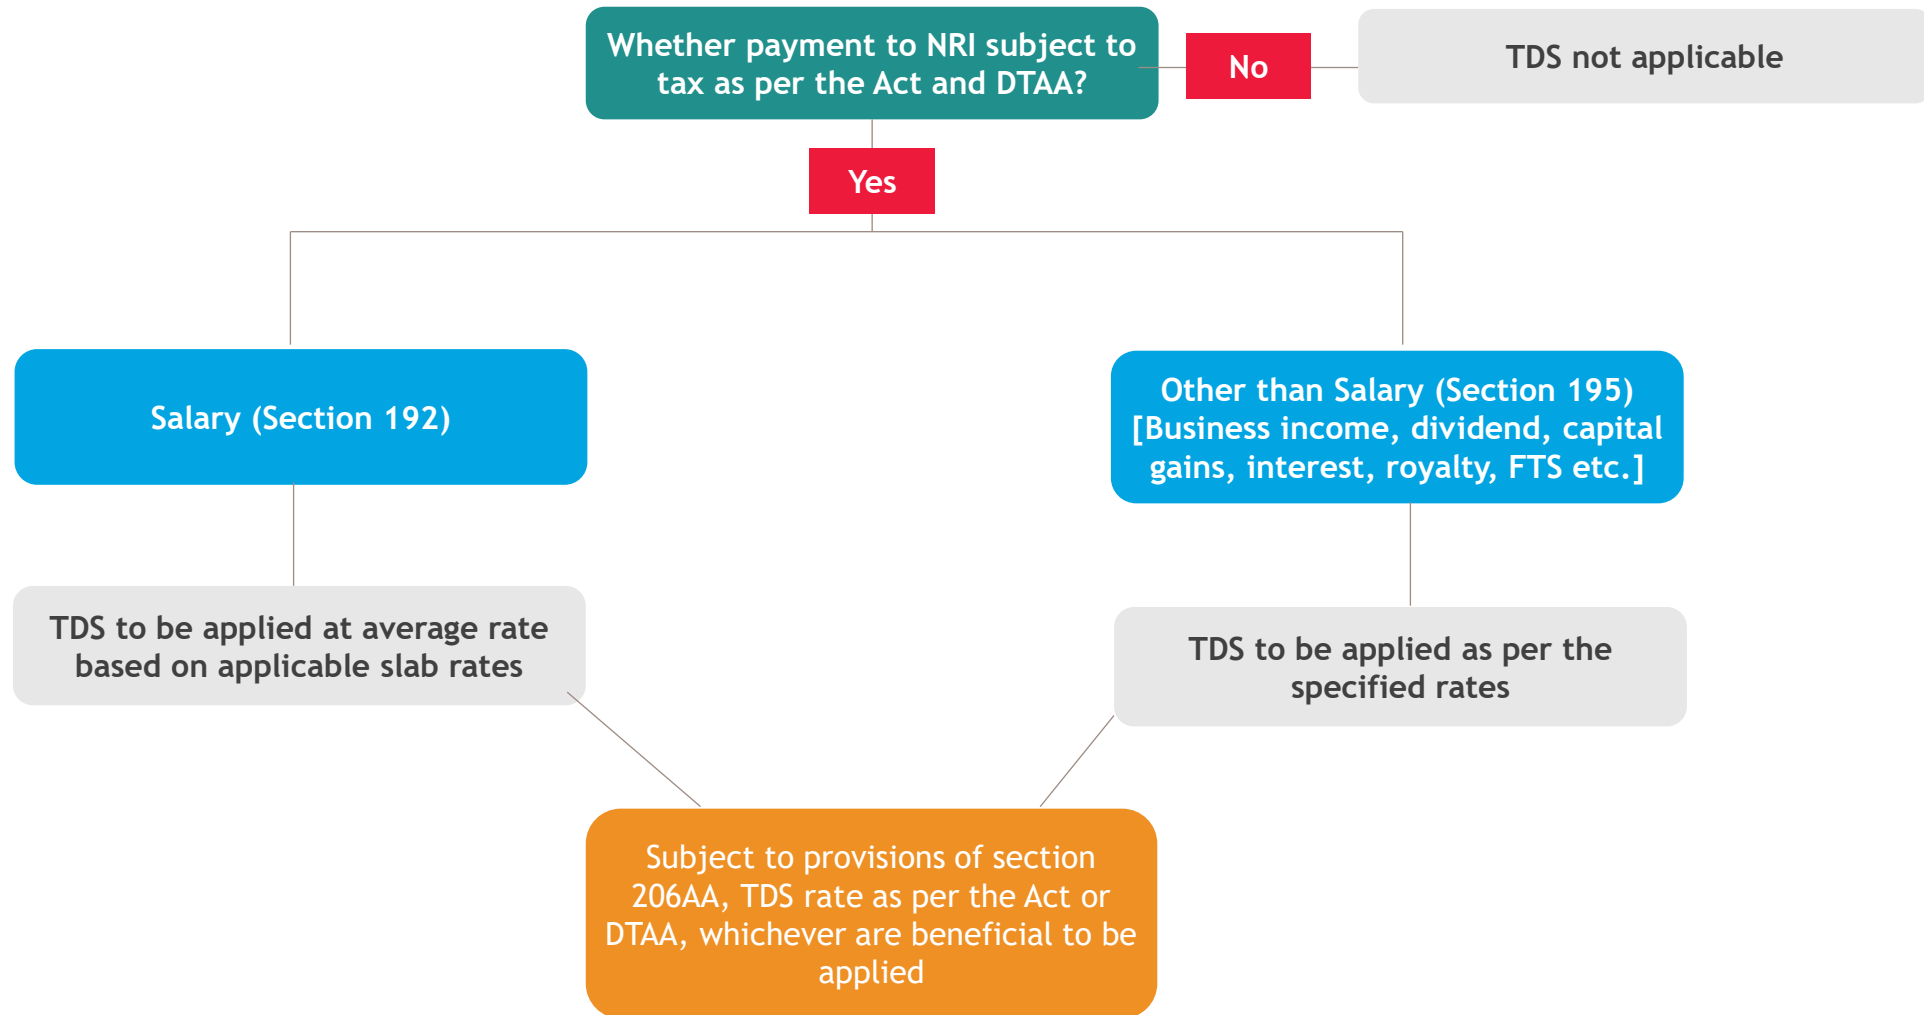 Whether payment to NRI subject to
tax as per the Act and DTAA?
No
TDS not applicable
Yes
Salary (Section 192)
Other than Salary (Section 195)
[Business income, dividend, capital
gains, interest, royalty, FTS etc.]
TDS to be applied at average rate
based on applicable slab rates
TDS to be applied as per the
specified rates
Subject to provisions of section
206AA, TDS rate as per the Act or
DTAA, whichever are beneficial to be
applied